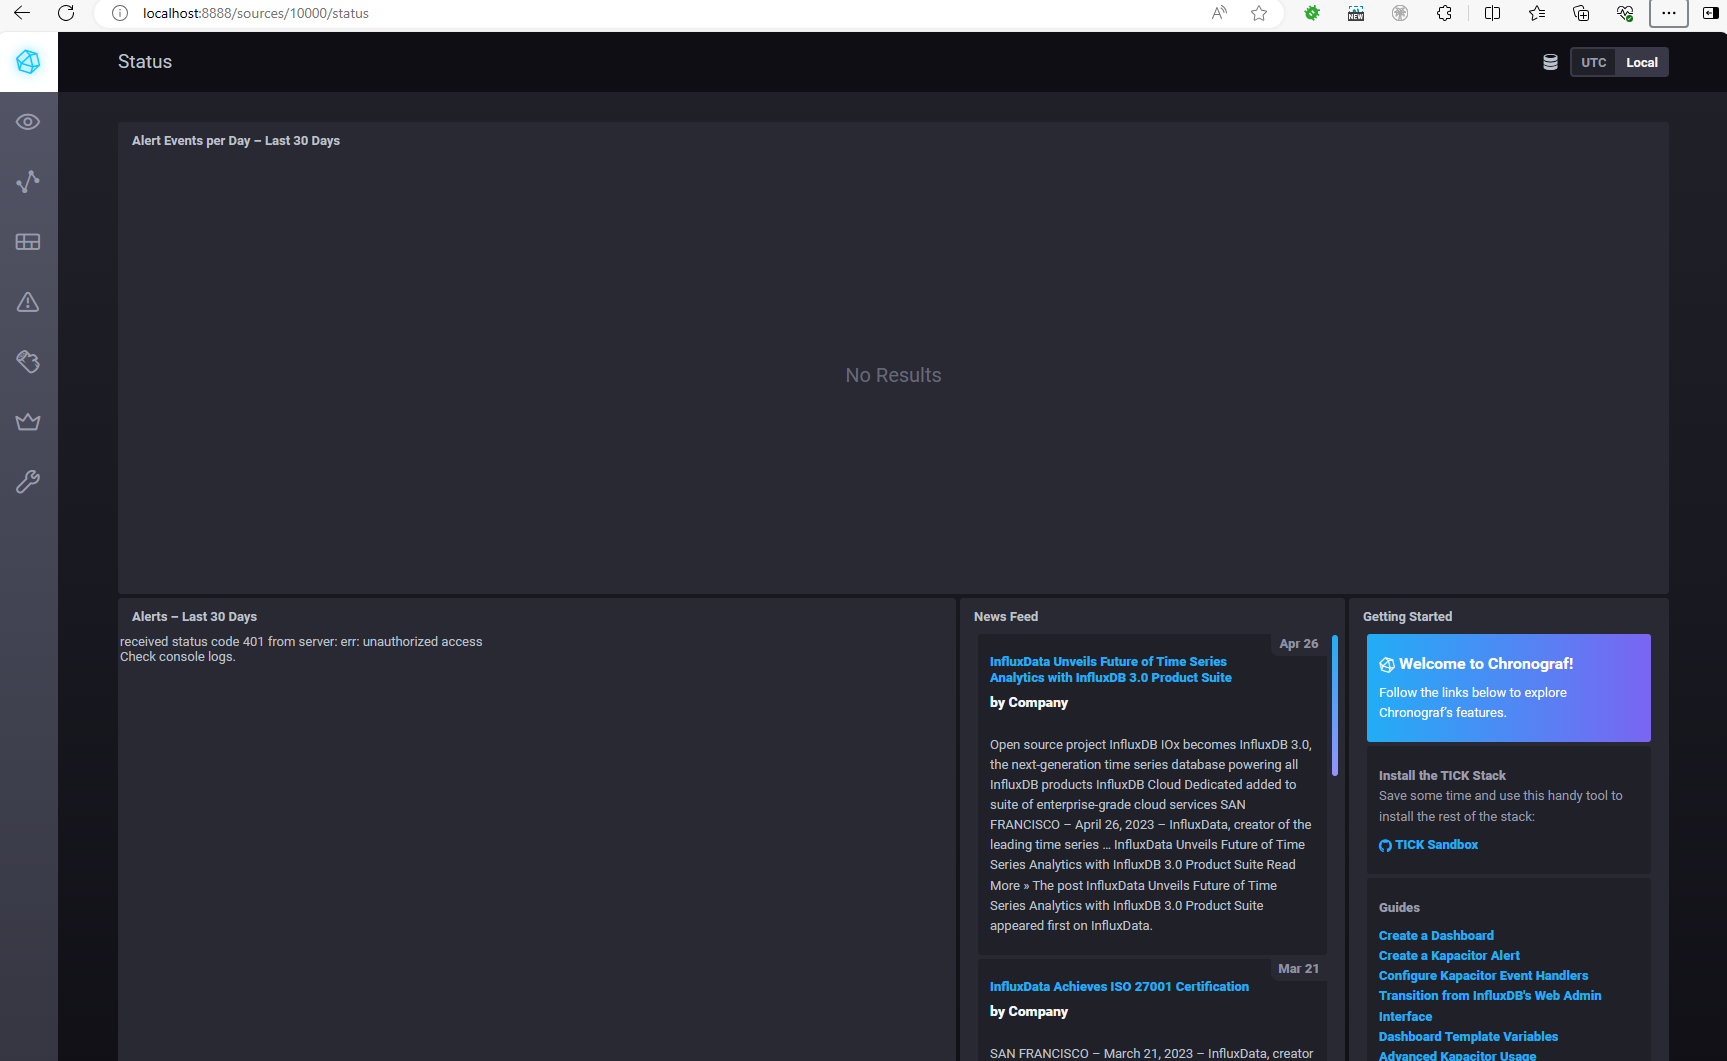 localhost:8888/sources/10000/status
NEW
Status
UTC
Local
Alert Events per Day – Last 30 Days
No Results
Alerts – Last 30 Days
received status code 401 from server: err: unauthorized access
Check console logs.
News Feed
Apr 26
InfluxData Unveils Future of Time Series
Analytics with InfluxDB 3.0 Product Suite
by Company
Open source project InfluxDB IOx becomes InfluxDB 3.0,
the next-generation time series database powering all
InfluxDB products InfluxDB Cloud Dedicated added to
suite of enterprise-grade cloud services SAN
FRANCISCO – April 26, 2023 – InfluxData, creator of the
leading time series ... InfluxData Unveils Future of Time
Series Analytics with InfluxDB 3.0 Product Suite Read
More » The post InfluxData Unveils Future of Time
Series Analytics with InfluxDB 3.0 Product Suite
appeared first on InfluxData.
Mar 21
InfluxData Achieves ISO 27001 Certification
by Company
SAN FRANCISCO – March 21, 2023 – InfluxData, creator
Getting Started
Welcome to Chronograf!
Follow the links below to explore
Chronograf's features.
Install the TICK Stack
Save some time and use this handy tool to
install the rest of the stack:
TICK Sandbox
Guides
Create a Dashboard
Create a Kapacitor Alert
Configure Kapacitor Event Handlers
Transition from InfluxDB's Web Admin
Interface
Dashboard Template Variables
Advanced Kapacitor Usage